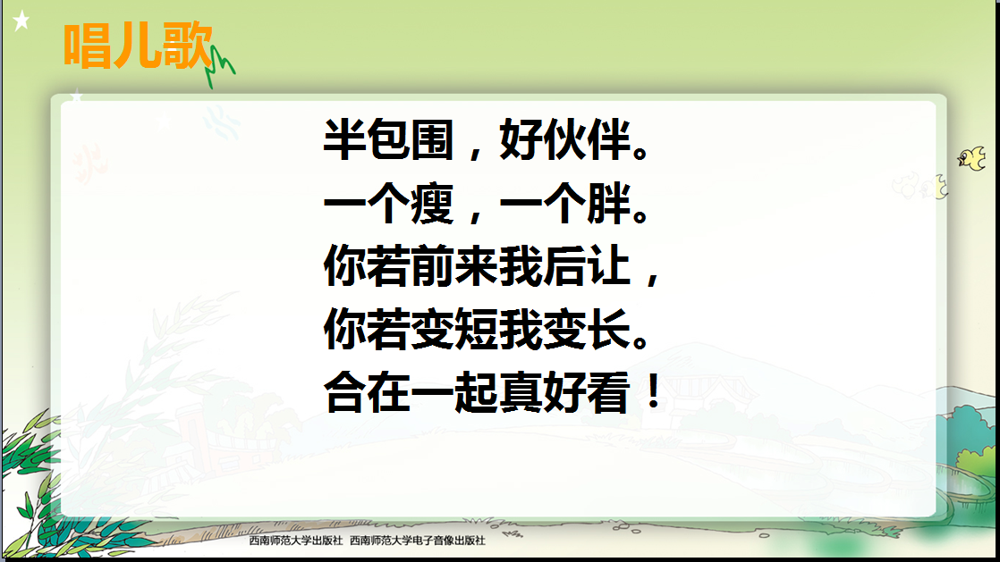 唱儿歌
半包围，好伙伴。
一个瘦，一个胖。
你若前来我后让，
你若变短我变长。
合在一起真好看！
西南师范大学出版社 西南师范大学电子音像出版社